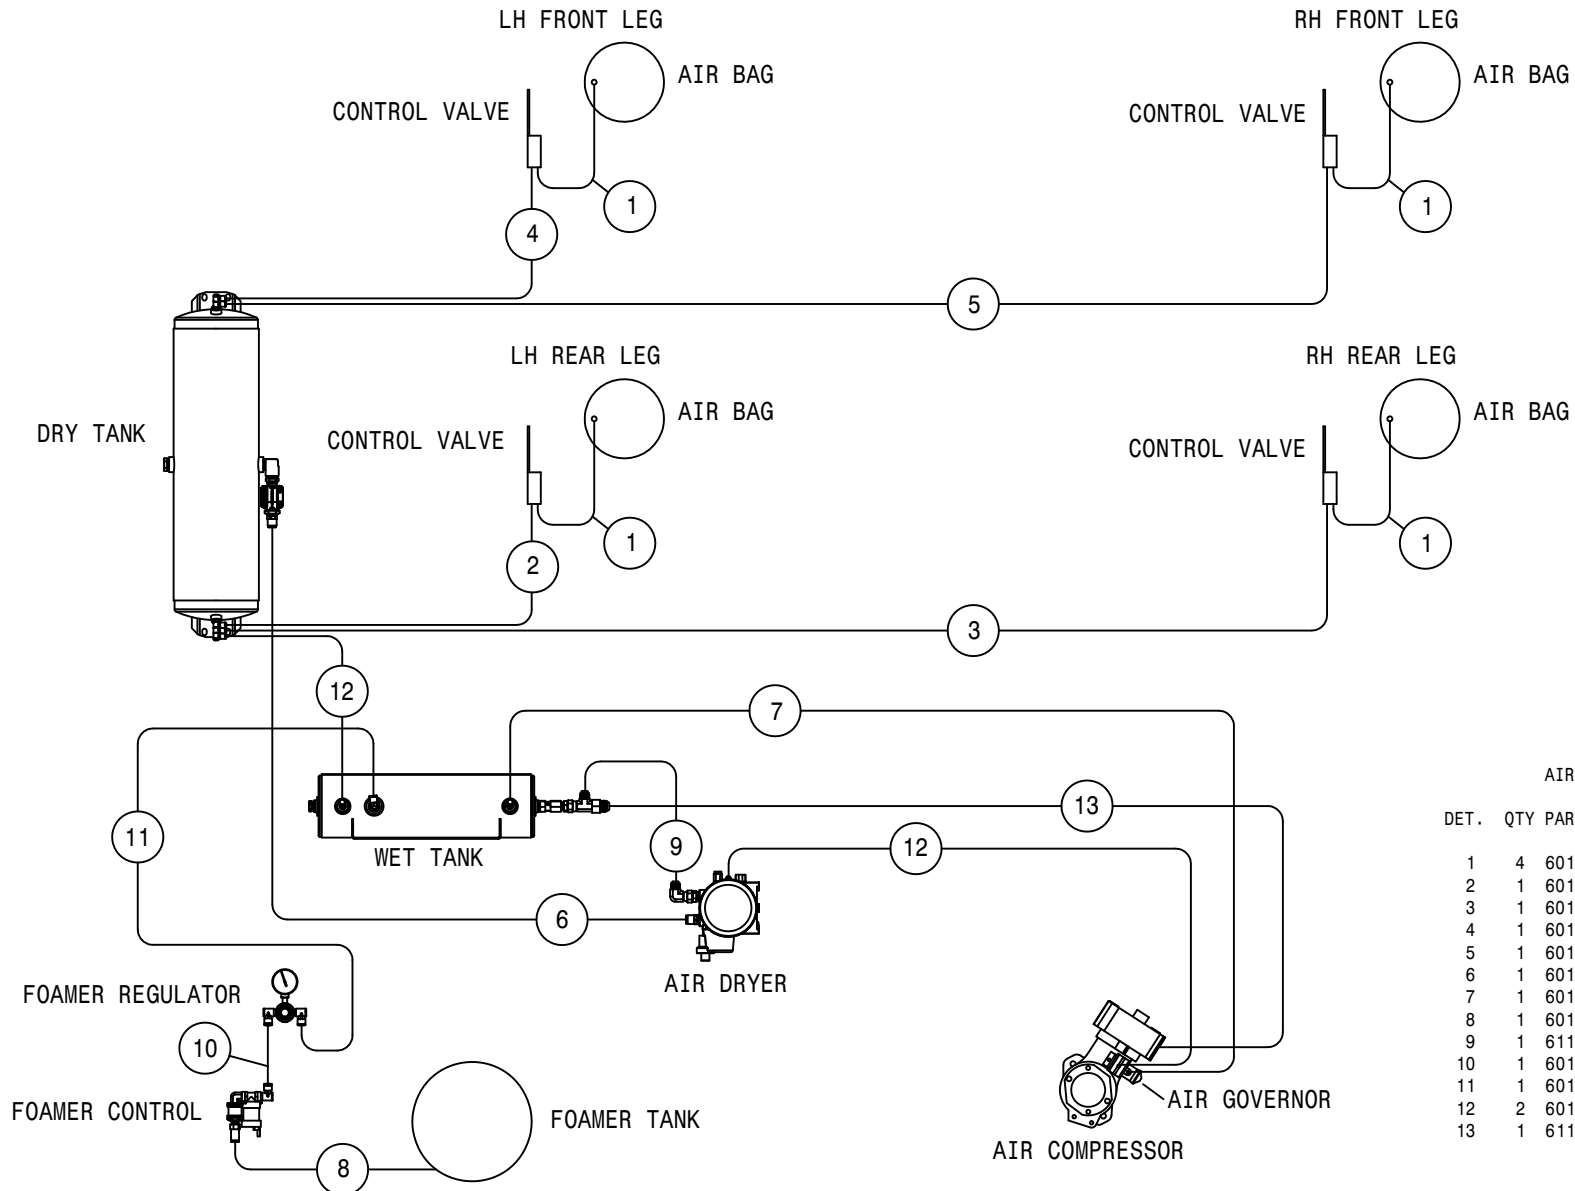 LH FRONT LEG
RH FRONT LEG
AIR BAG
AIR BAG
CONTROL VALVE
CONTROL VALVE
1
1
4
5
LH REAR LEG
RH REAR LEG
AIR BAG
AIR BAG
DRY TANK
CONTROL VALVE
CONTROL VALVE
1
1
2
3
12
7
13
11
WET TANK
9
12
6
AIR DRYER
FOAMER REGULATOR
10
FOAMER CONTROL
FOAMER TANK
8
AIR GOVERNOR
AIR COMPRESSOR
AIR
DET. QTY PAR
1 4 601
2 1 601
3 1 601
4 1 601
5 1 601
6 1 601
7 1 601
8 1 601
9 1 611
10 1 601
11 1 601
12 2 601
13 1 611